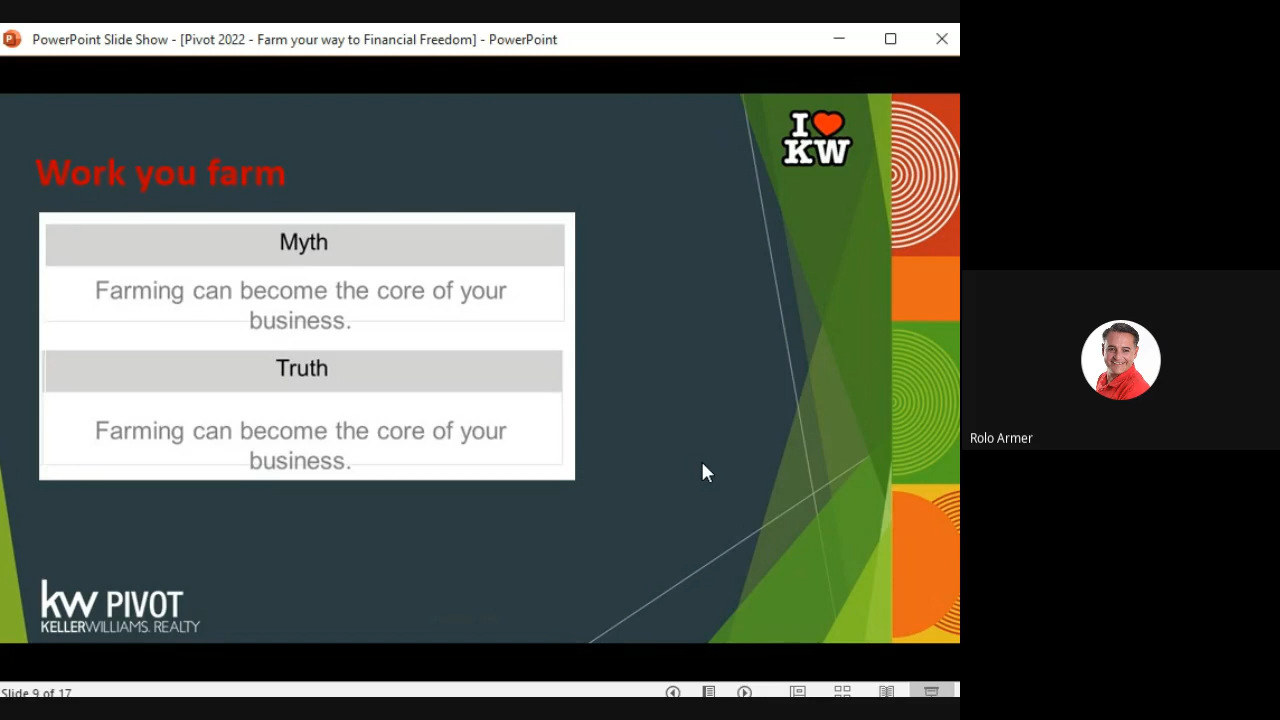 PowerPoint Slide Show - [Pivot 2022 - Farm your way to Financial Freedom] - PowerPoint
I
KW
Work you farm
Myth
Farming can become the core of your
business.
Truth
Farming can become the core of your
business.
Rolo Armer
kw PIVOT
KELLERWILLIAMS. REALTY
Slide 9 of 17